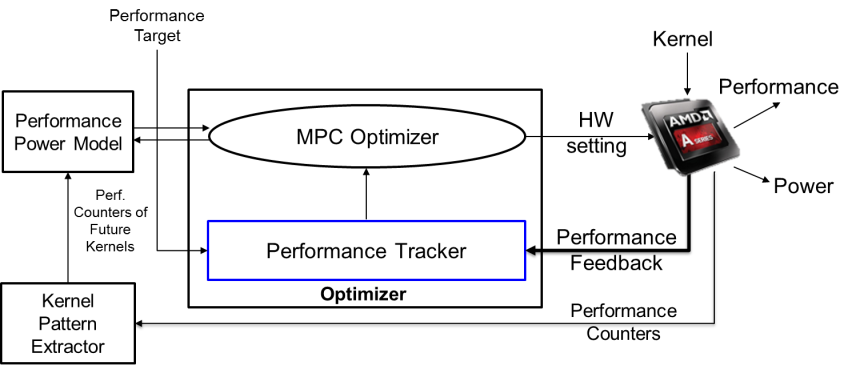 Performance
Target
Kernel
Performance
Performance
Power Model
MPC Optimizer
HW
setting
AMD
A SERIES
Power
Perf.
Counters of
Future
Kernels
Performance Tracker
Performance
Feedback
Optimizer
Kernel
Pattern
Extractor
Performance
Counters